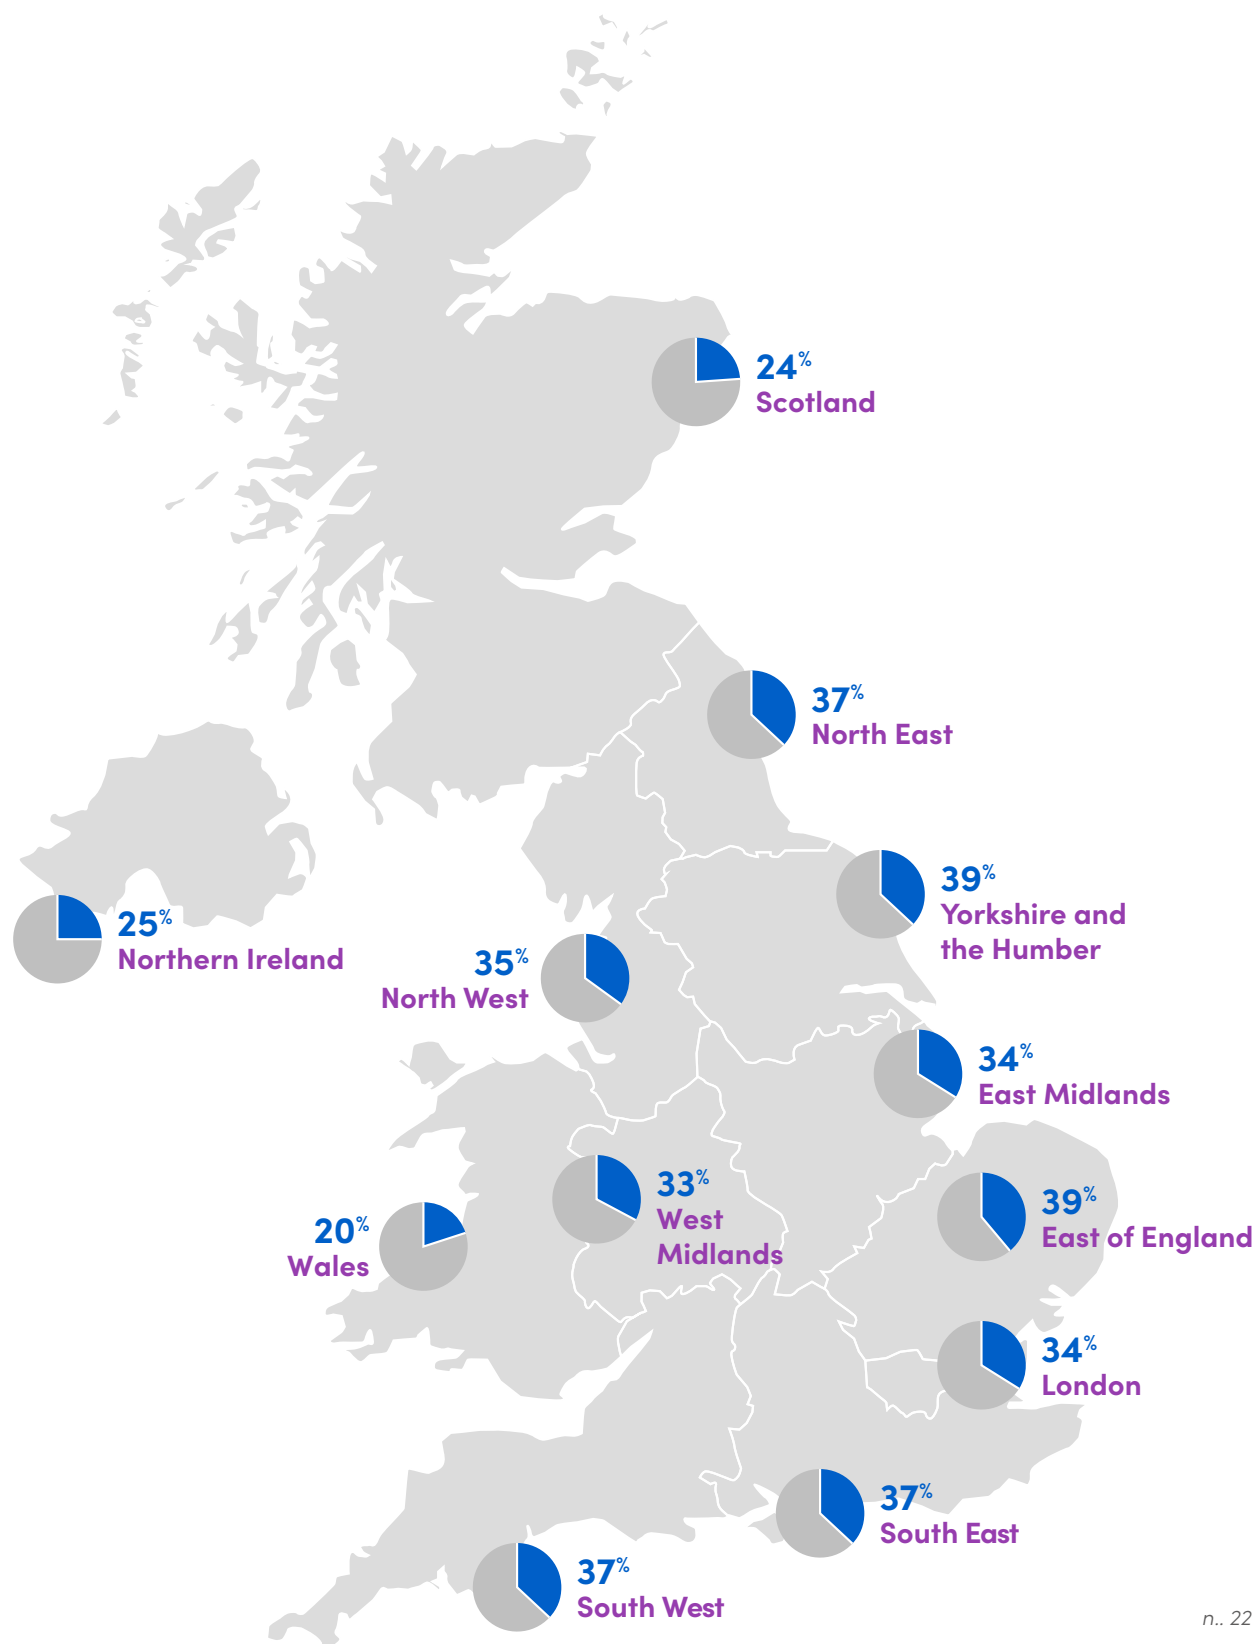 24%
Scotland
37%
North East
39%
Yorkshire and
the Humber
25%
Northern Ireland
35%
North West
34%
East Midlands
33%
West
Midlands
39%
East of England
20%
Wales
34%
London
37%
South East
37%
South West
n.. 22